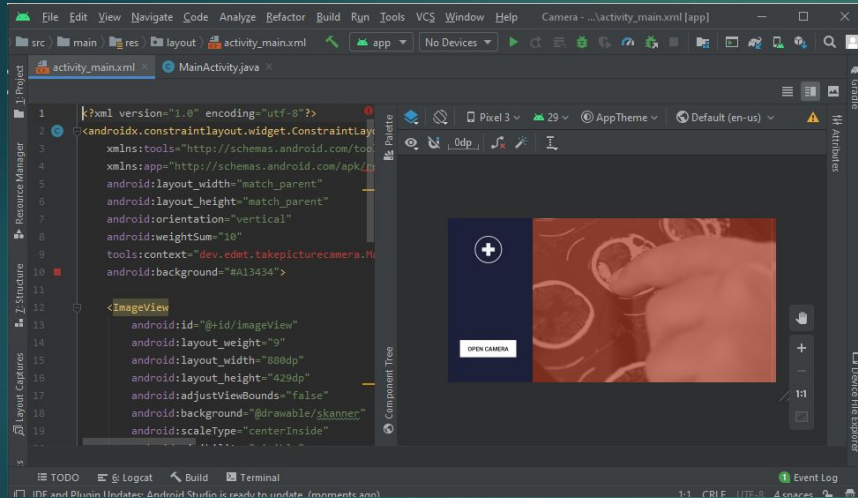 File Edit View Navigate Code Analyze Refactor Build Run Tools VCS Window Help Camera - ...\activity_main.xml [app]
src main res layout activity_main.xml app No Devices
activity_main.xml MainActivity.java
1: Project
Resource Manager
Z: Structure
Layout Captures
1 <?xml version="1.0" encoding="utf-8"?>
2 <androidx.constraintlayout.widget.ConstraintLayo
3 xmlns:tools="http://schemas.android.com/too
4 xmlns:app="http://schemas.android.com/apk/r
5 android:layout_width="match_parent"
6 android:layout_height="match_parent"
7 android:orientation="vertical"
8 android:weightSum="10"
9 tools:context="dev.edmt.takepicturecamera.Ma
10 android:background="#A13434">
11
12 <ImageView
13 android:id="@+id/imageView"
14 android:layout_weight="9"
15 android:layout_width="880dp"
16 android:layout_height="429dp"
17 android:adjustViewBounds="false"
18 android:background="@drawable/skanner"
19 android:scaleType="centerInside"
Palette
Component Tree
Pixel 3 29 AppTheme Default (en-us)
0dp
OPEN CAMERA
1:1
Gradle
Attributes
Device File Explorer
TODO 6: Logcat Build Terminal 1 Event Log
IDE and Plugin Updates: Android Studio is ready to update. (moments ago) 1:1 CRLF UTF-8 4 spaces